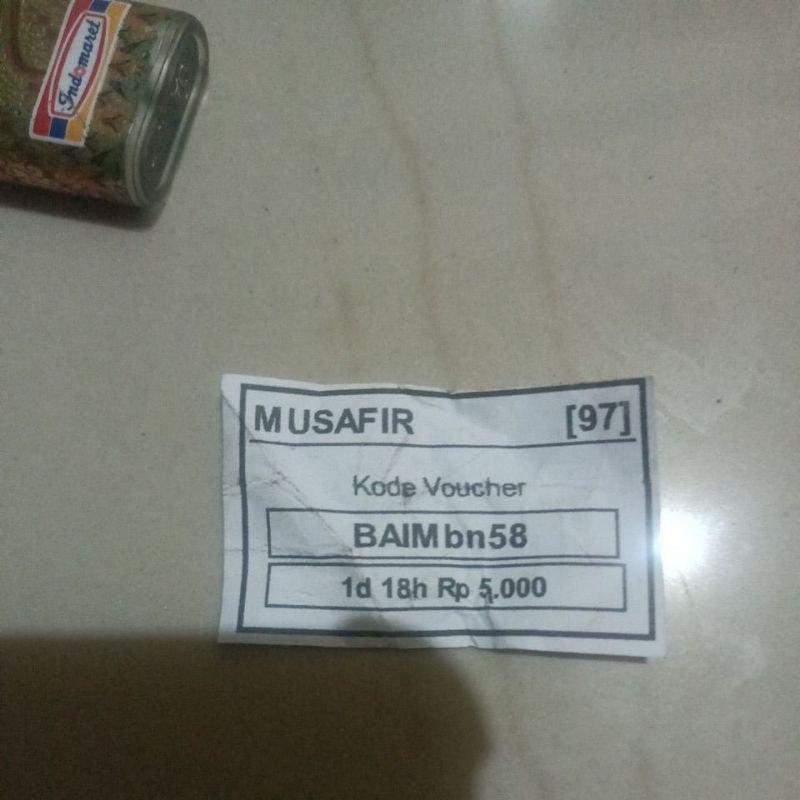 Indomaret
MUSAFIR [97]
Kode Voucher
BAIMbn58
1d 18h Rp 5.000